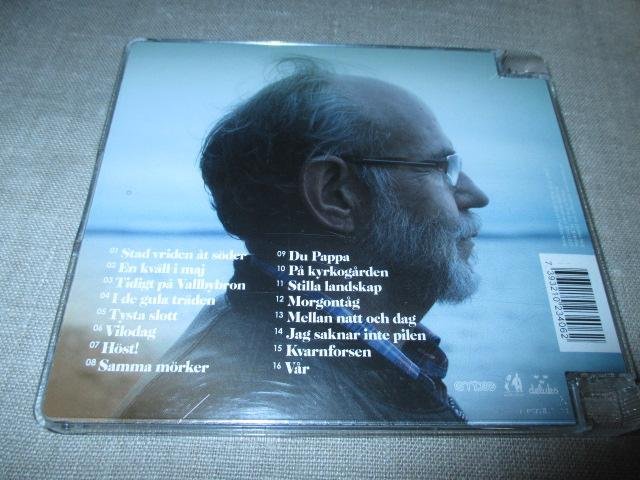 01 Stad vriden åt söder
02 En kväll i maj
03 Tidigt på Vallbybron
04 I de gula träden
05 Tysta slott
06 Vilodag
07 Höst!
08 Samma mörker
09 Du Pappa
10 På kyrkogården
11 Stilla landskap
12 Morgontåg
13 Mellan natt och dag
14 Jag saknar inte pilen
15 Kvarnforsen
16 Vår
7393210234062